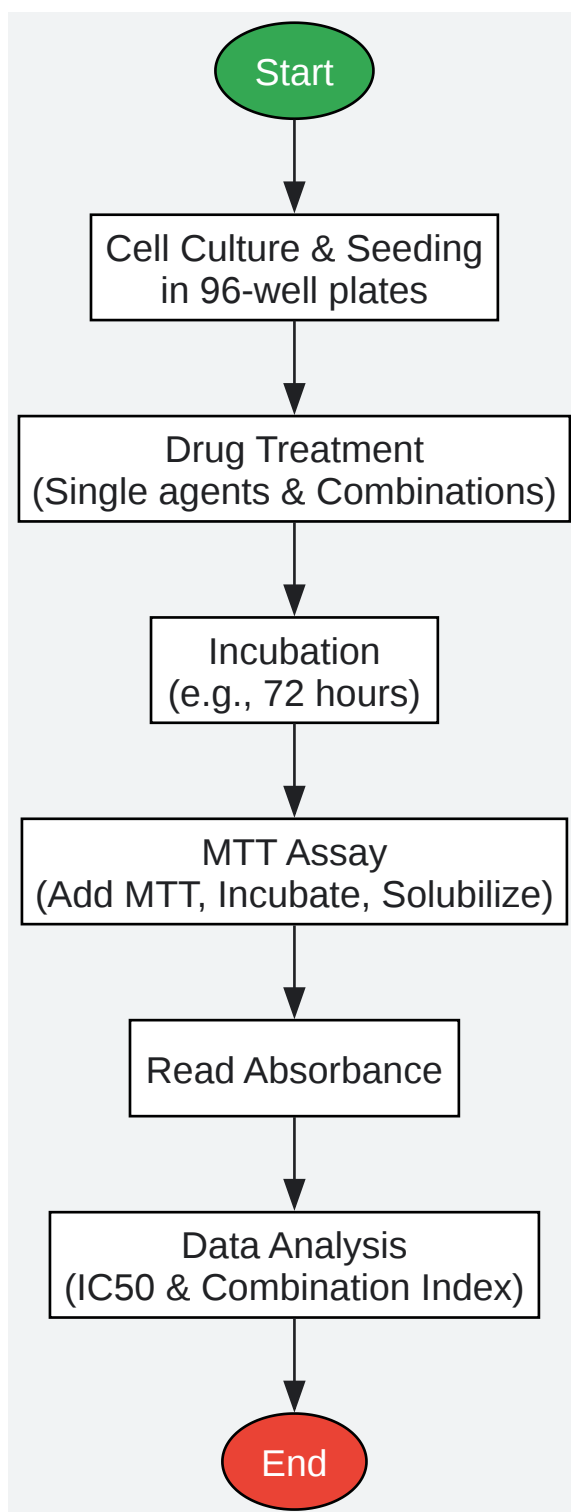 Start
Cell Culture & Seeding
in 96-well plates
Drug Treatment
(Single agents & Combinations)
Incubation
(e.g., 72 hours)
MTT Assay
(Add MTT, Incubate, Solubilize)
Read Absorbance
Data Analysis
(IC50 & Combination Index)
End